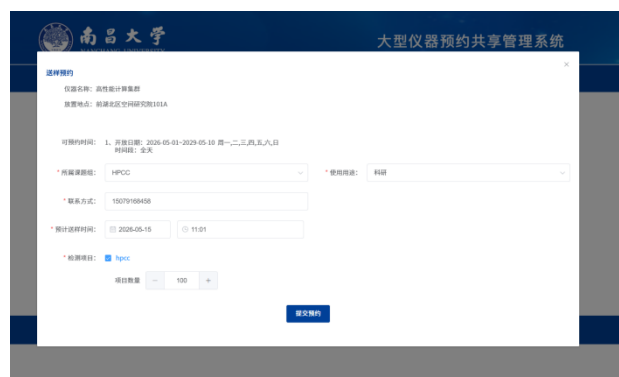 南昌大学
NANCHANG UNIVERSITY
大型仪器预约共享管理系统
送样预约
×
仪器名称: 高性能计算集群
放置地点: 前湖北区空间研究院101A
可预约时间: 1、开放日期: 2026-05-01~2029-05-10 周一,二,三,四,五,六,日
时间段: 全天
* 所属课题组: HPCC
* 使用用途: 科研
* 联系方式: 15079168458
* 预计送样时间: 2026-05-15 11:01
* 检测项目: hpcc
项目数量 − 100 +
提交预约